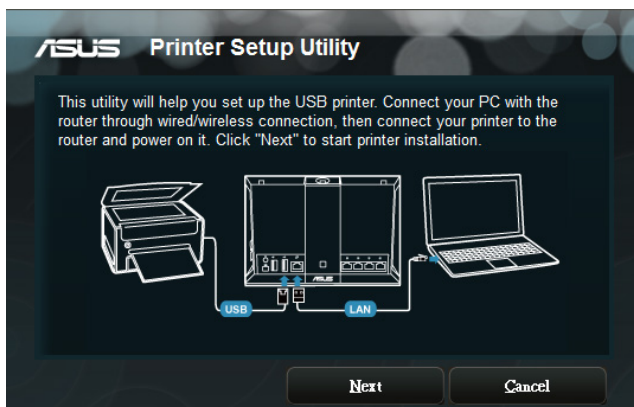 ASUS Printer Setup Utility
This utility will help you set up the USB printer. Connect your PC with the
router through wired/wireless connection, then connect your printer to the
router and power on it. Click "Next" to start printer installation.
ASUS
USB LAN
Next Cancel